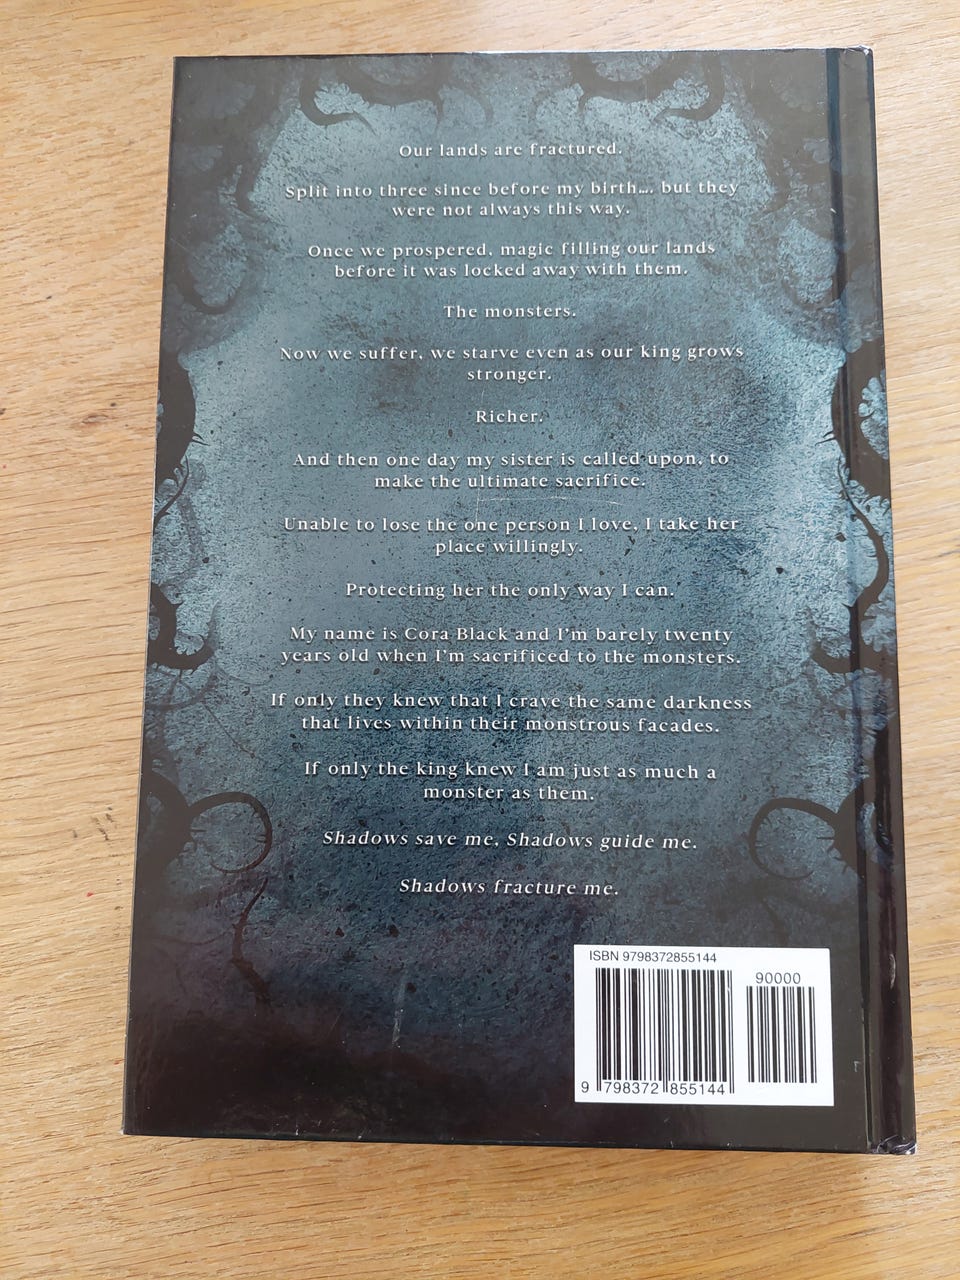 Our lands are fractured.
Split into three since before my birth.... but they
were not always this way.
Once we prospered, magic filling our lands
before it was locked away with them.
The monsters.
Now we suffer, we starve even as our king grows
stronger.
Richer.
And then one day my sister is called upon, to
make the ultimate sacrifice.
Unable to lose the one person I love, I take her
place willingly.
Protecting her the only way I can.
My name is Cora Black and I'm barely twenty
years old when I'm sacrificed to the monsters.
If only they knew that I crave the same darkness
that lives within their monstrous facades.
If only the king knew I am just as much a
monster as them.
Shadows save me, Shadows guide me.
Shadows fracture me.
ISBN 9798372855144
90000
9 798372 855144